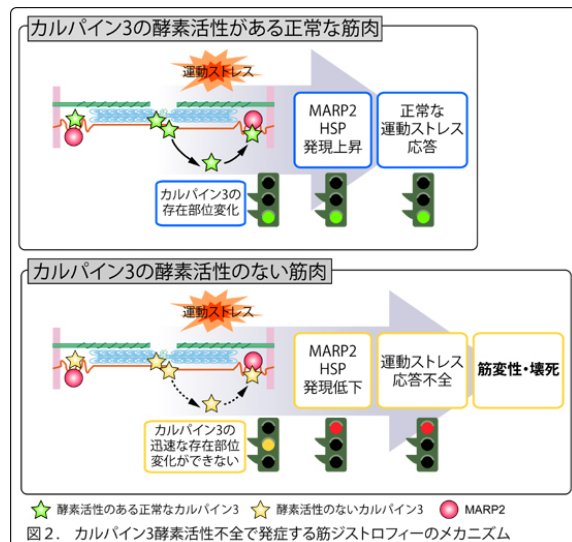 カルパイン3の酵素活性がある正常な筋肉
運動ストレス
MARP2
HSP
発現上昇
正常な
運動ストレス
応答
カルパイン3の
存在部位変化
カルパイン3の酵素活性のない筋肉
運動ストレス
MARP2
HSP
発現低下
運動ストレス
応答不全
筋変性・壊死
カルパイン3の
迅速な存在部位
変化ができない
酵素活性のある正常なカルパイン3
酵素活性のないカルパイン3
MARP2
図2. カルパイン3酵素活性不全で発症する筋ジストロフィーのメカニズム